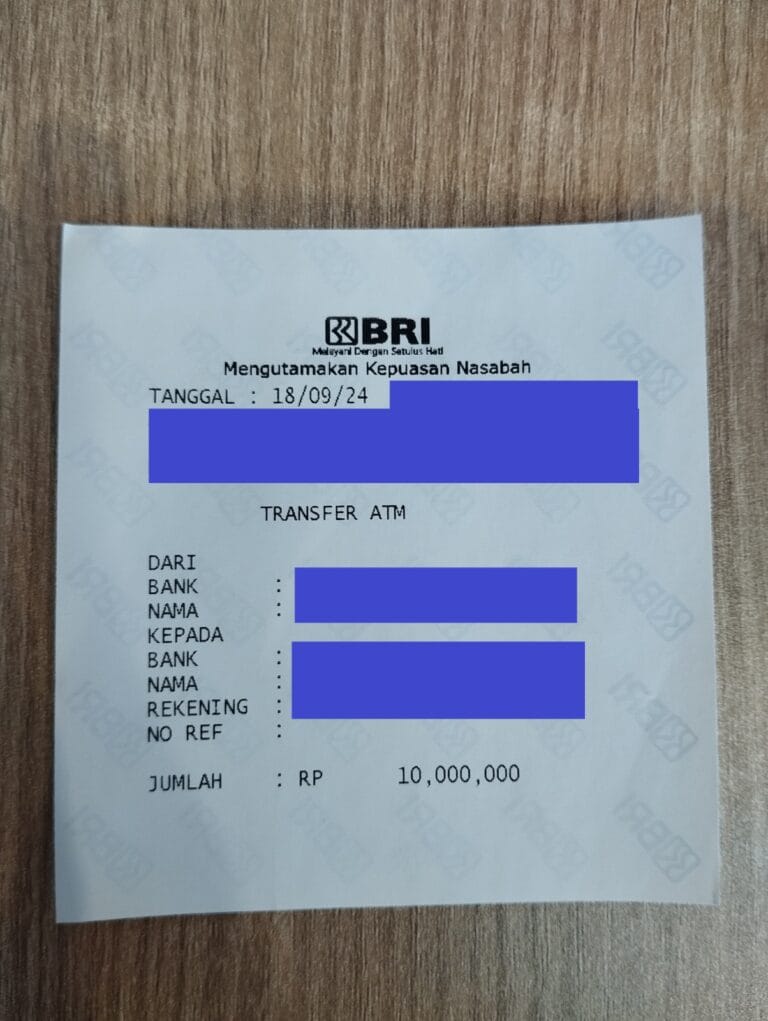 BRI
Melayani Dengan Setulus Hati
Mengutamakan Kepuasan Nasabah
TANGGAL : 18/09/24
TRANSFER ATM
DARI
BANK :
NAMA :
KEPADA
BANK :
NAMA :
REKENING :
NO REF :
JUMLAH : RP 10,000,000